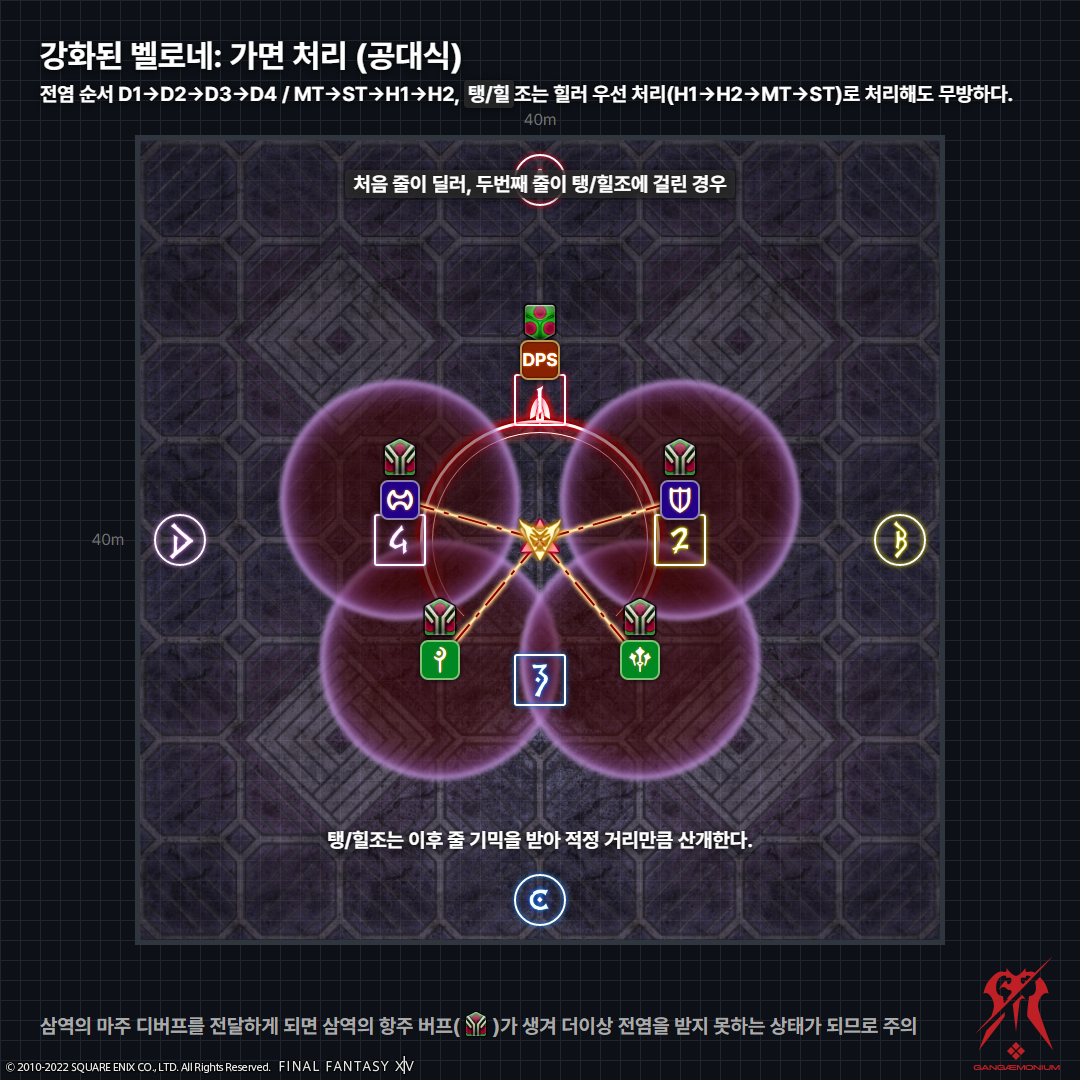 강화된 벨로네: 가면 처리 (공대식)
전염 순서 D1→D2→D3→D4 / MT→ST→H1→H2, 탱/힐 조는 힐러 우선 처리(H1→H2→MT→ST)로 처리해도 무방하다.
40m
처음 줄이 딜러, 두번째 줄이 탱/힐조에 걸린 경우
DPS
4
2
40m
D
B
3
탱/힐조는 이후 줄 기믹을 받아 적정 거리만큼 산개한다.
C
삼역의 마주 디버프를 전달하게 되면 삼역의 항주 버프( )가 생겨 더이상 전염을 받지 못하는 상태가 되므로 주의
GANGÆMONIUM
© 2010-2022 SQUARE ENIX CO., LTD. All Rights Reserved. FINAL FANTASY XIV